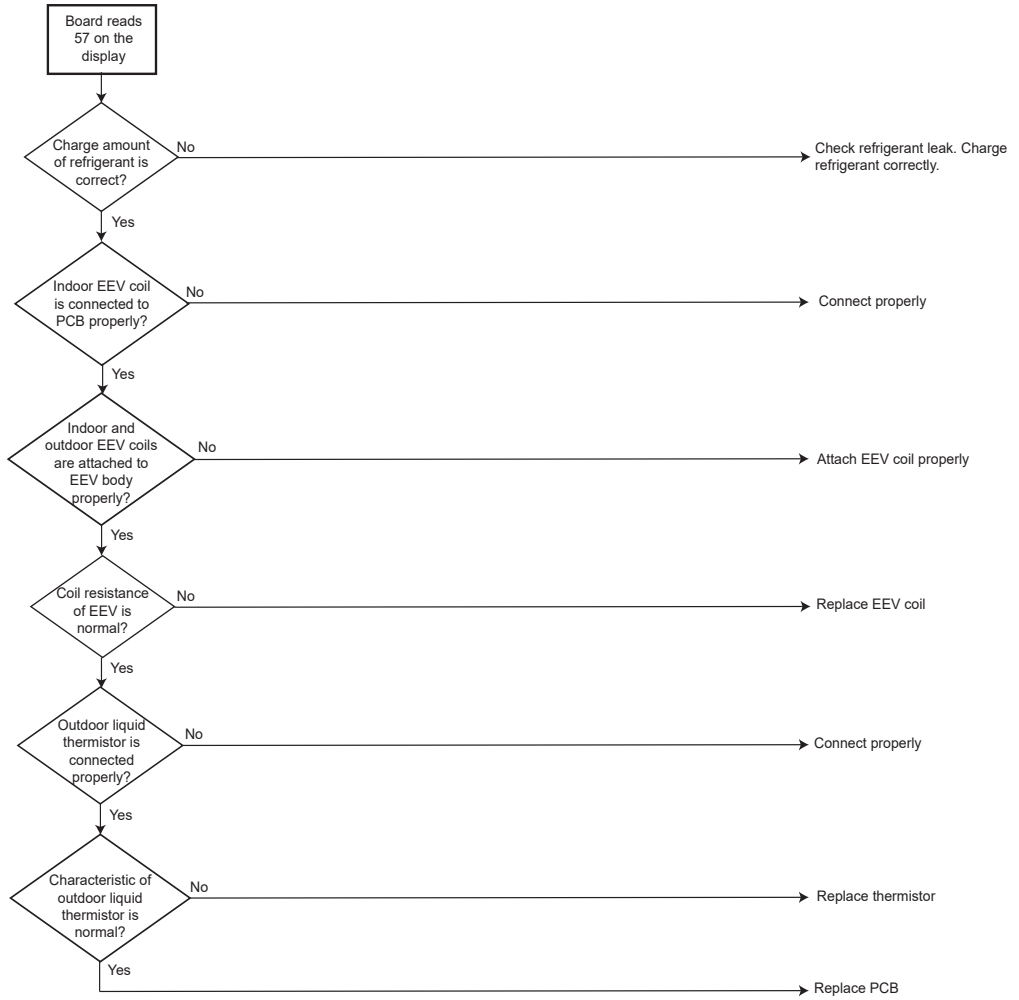 Board reads
57 on the
display
Charge amount
of refrigerant is
correct?
No
Check refrigerant leak. Charge
refrigerant correctly.
Yes
Indoor EEV coil
is connected to
PCB properly?
No
Connect properly
Yes
Indoor and
outdoor EEV coils
are attached to
EEV body
properly?
No
Attach EEV coil properly
Yes
Coil resistance
of EEV is
normal?
No
Replace EEV coil
Yes
Outdoor liquid
thermistor is
connected
properly?
No
Connect properly
Yes
Characteristic of
outdoor liquid
thermistor is
normal?
No
Replace thermistor
Yes
Replace PCB